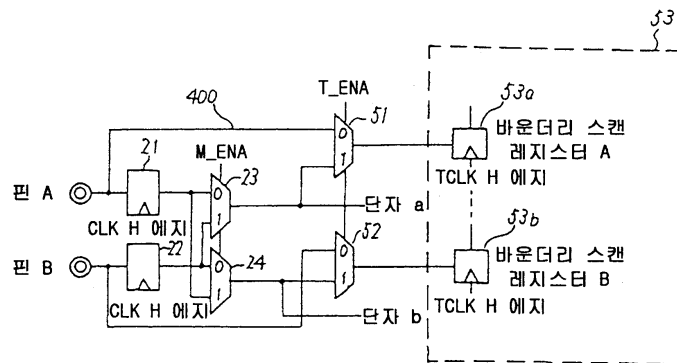 53
T_ENA
400
51
53a
바운더리 스캔
레지스터 A
0
1
21
M_ENA
23
TCLK H 에지
핀 A
0
1
단자 a
CLK H 에지
22
52
53b
바운더리 스캔
레지스터 B
핀 B
0
1
24
0
1
TCLK H 에지
CLK H 에지
단자 b